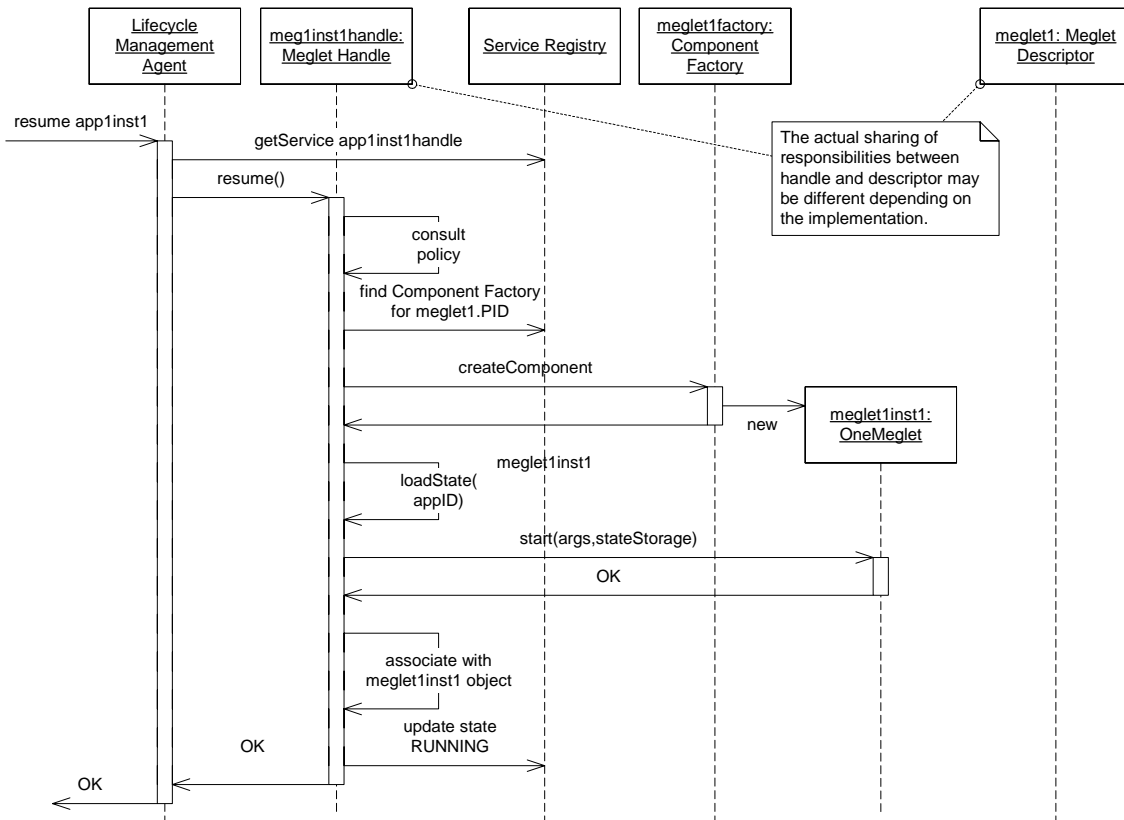 Lifecycle
Management
Agent
meg1inst1handle:
Meglet Handle
Service Registry
meglet1factory:
Component
Factory
meglet1: Meglet
Descriptor
resume app1inst1
getService app1inst1handle
The actual sharing of
responsibilities between
handle and descriptor may
be different depending on
the implementation.
resume()
consult
policy
find Component Factory
for meglet1.PID
createComponent
new
meglet1inst1:
OneMeglet
meglet1inst1
loadState(
appID)
start(args,stateStorage)
OK
associate with
meglet1inst1 object
update state
RUNNING
OK
OK